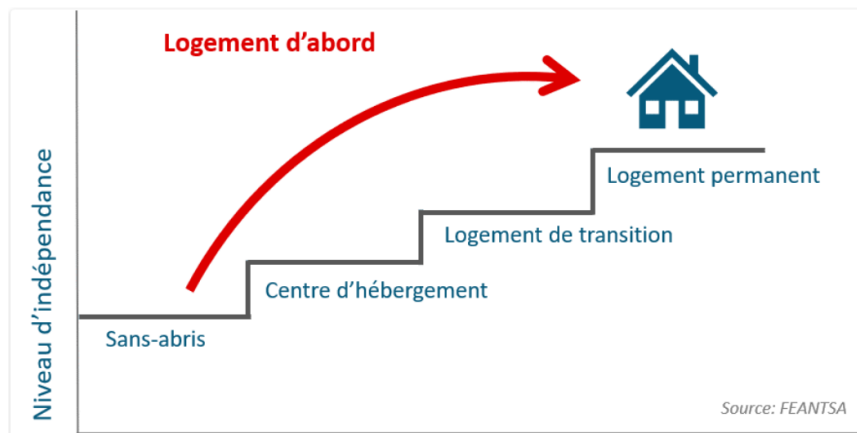 Logement d’abord
Logement permanent
Logement de transition
Centre d’hébergement
Sans-abris
Niveau d’indépendance
Source: FEANTSA